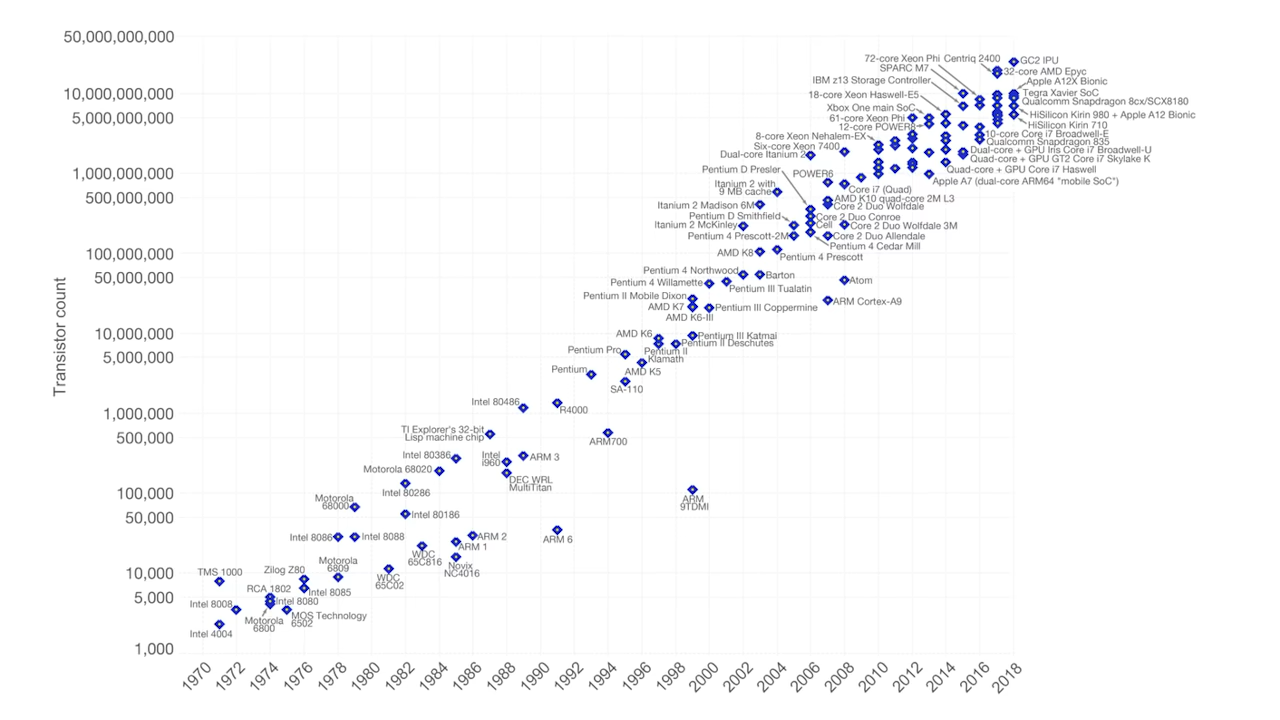 50,000,000,000
10,000,000,000
5,000,000,000
1,000,000,000
500,000,000
100,000,000
50,000,000
10,000,000
5,000,000
1,000,000
500,000
100,000
50,000
10,000
5,000
1,000
Transistor count
72-core Xeon Phi
Centriq 2400
GC2 IPU
SPARC M7
32-core AMD Epyc
IBM z13 Storage Controller
Apple A12X Bionic
18-core Xeon Haswell-E5
Tegra Xavier SoC
Qualcomm Snapdragon 8cx/SCX8180
Xbox One main SoC
HiSilicon Kirin 980 + Apple A12 Bionic
61-core Xeon Phi
12-core POWER8
HiSilicon Kirin 710
8-core Xeon Nehalem-EX
10-core Core i7 Broadwell-E
Six-core Xeon 7400
Qualcomm Snapdragon 835
Dual-core Itanium 2
Dual-core + GPU Iris Core i7 Broadwell-U
Quad-core + GPU GT2 Core i7 Skylake K
Pentium D Presler
POWER6
Quad-core + GPU Core i7 Haswell
Apple A7 (dual-core ARM64 "mobile SoC")
Itanium 2 with
9 MB cache
Core i7 (Quad)
AMD K10 quad-core 2M L3
Itanium 2 Madison 6M
Core 2 Duo Wolfdale
Pentium D Smithfield
Core 2 Duo Conroe
Itanium 2 McKinley
Cell
Core 2 Duo Wolfdale 3M
Pentium 4 Prescott-2M
Core 2 Duo Allendale
Pentium 4 Cedar Mill
AMD K8
Pentium 4 Prescott
Pentium 4 Northwood
Barton
Pentium 4 Willamette
Pentium III Tualatin
Atom
Pentium II Mobile Dixon
AMD K7
Pentium III Coppermine
ARM Cortex-A9
AMD K6-III
AMD K6
Pentium III Katmai
Pentium II Deschutes
Pentium Pro
Pentium II
Klamath
Pentium
AMD K5
SA-110
Intel 80486
R4000
TI Explorer's 32-bit
Lisp machine chip
ARM700
Intel 80386
Intel
i960
ARM 3
Motorola 68020
DEC WRL
MultiTitan
Intel 80286
ARM
9TDMI
Motorola
68000
Intel 80186
Intel 8086
Intel 8088
ARM 2
ARM 6
ARM 1
WDC
65C816
Novix
NC4016
Motorola
6809
WDC
65C02
TMS 1000
Zilog Z80
RCA 1802
Intel 8085
Intel 8008
Intel 8080
Motorola
6800
MOS Technology
6502
Intel 4004
1970 1972 1974 1976 1978 1980 1982 1984 1986 1988 1990 1992 1994 1996 1998 2000 2002 2004 2006 2008 2010 2012 2014 2016 2018